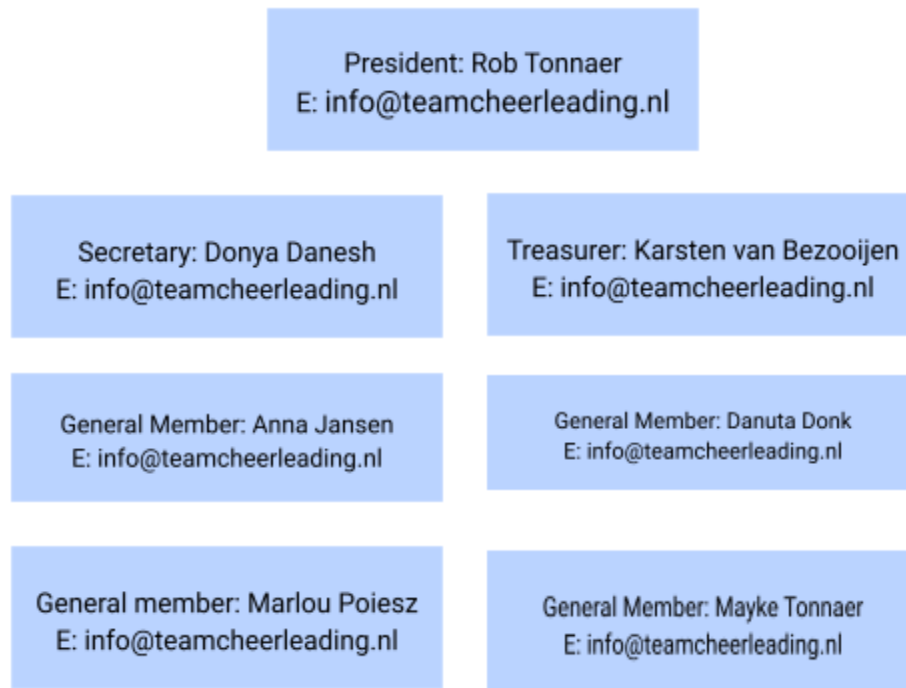 President: Rob Tonnaer
E: info@teamcheerleading.nl
Secretary: Donya Danesh
E: info@teamcheerleading.nl
Treasurer: Karsten van Bezooijen
E: info@teamcheerleading.nl
General Member: Anna Jansen
E: info@teamcheerleading.nl
General Member: Danuta Donk
E: info@teamcheerleading.nl
General member: Marlou Poiesz
E: info@teamcheerleading.nl
General Member: Mayke Tonnaer
E: info@teamcheerleading.nl